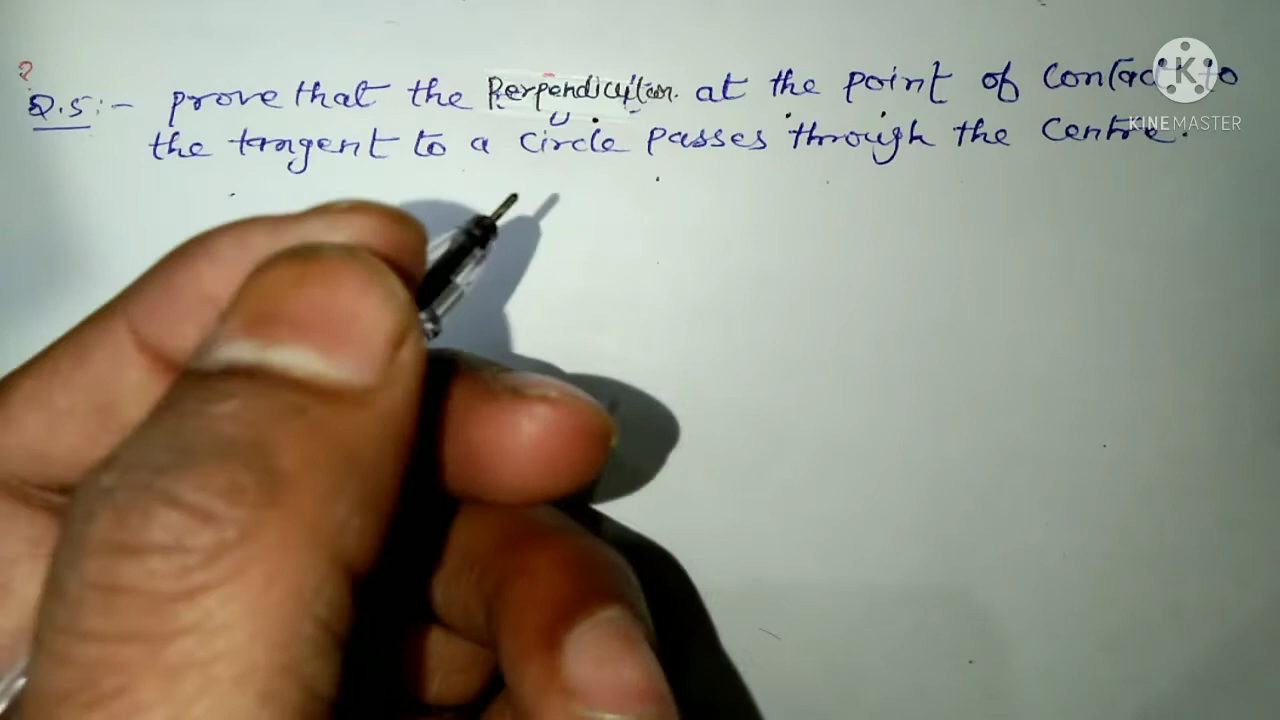 ?
Q.5:- prove that the Perpendicular. at the point of contact to
the tangent to a circle passes through the centre.
K
KINEMASTER